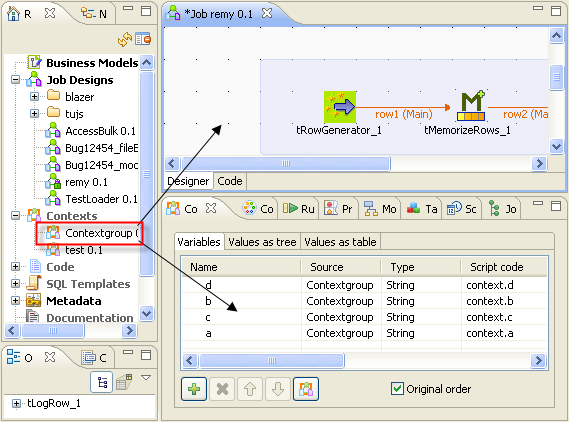 R
N
Business Models
Job Designs
blazer
tujs
AccessBulk 0.1
Bug12454_fileE
Bug12454_moc
remy 0.1
TestLoader 0.1
Contexts
Contextgroup
test 0.1
Code
SQL Templates
Metadata
Documentation
O
C
tLogRow_1
*Job remy 0.1
row1 (Main)
row2 (Ma
tRowGenerator_1
tMemorizeRows_1
Designer
Code
Co
Co
Ru
Pr
Mo
Ta
Sc
Jo
Variables
Values as tree
Values as table
Name Source Type Script code
d Contextgroup String context.d
b Contextgroup String context.b
c Contextgroup String context.c
a Contextgroup String context.a
Original order